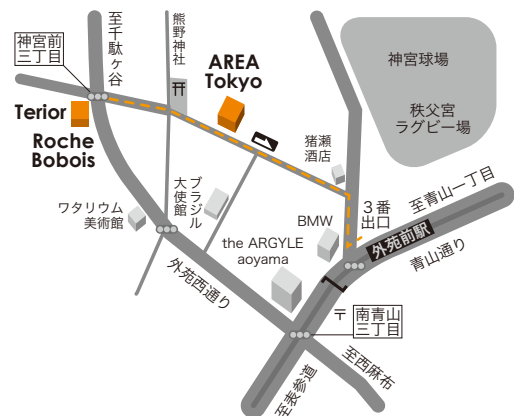 至千駄ヶ谷
熊野神社
神宮前
三丁目
AREA
Tokyo
神宮球場
秩父宮
ラグビー場
Terior
Roche
Bobois
猪瀬
酒店
ワタリウム
美術館
ブラジル
大使館
BMW
3番
出口
至青山一丁目
外苑前駅
青山通り
the ARGYLE
aoyama
外苑西通り
〒
南青山
三丁目
至西麻布
至表参道